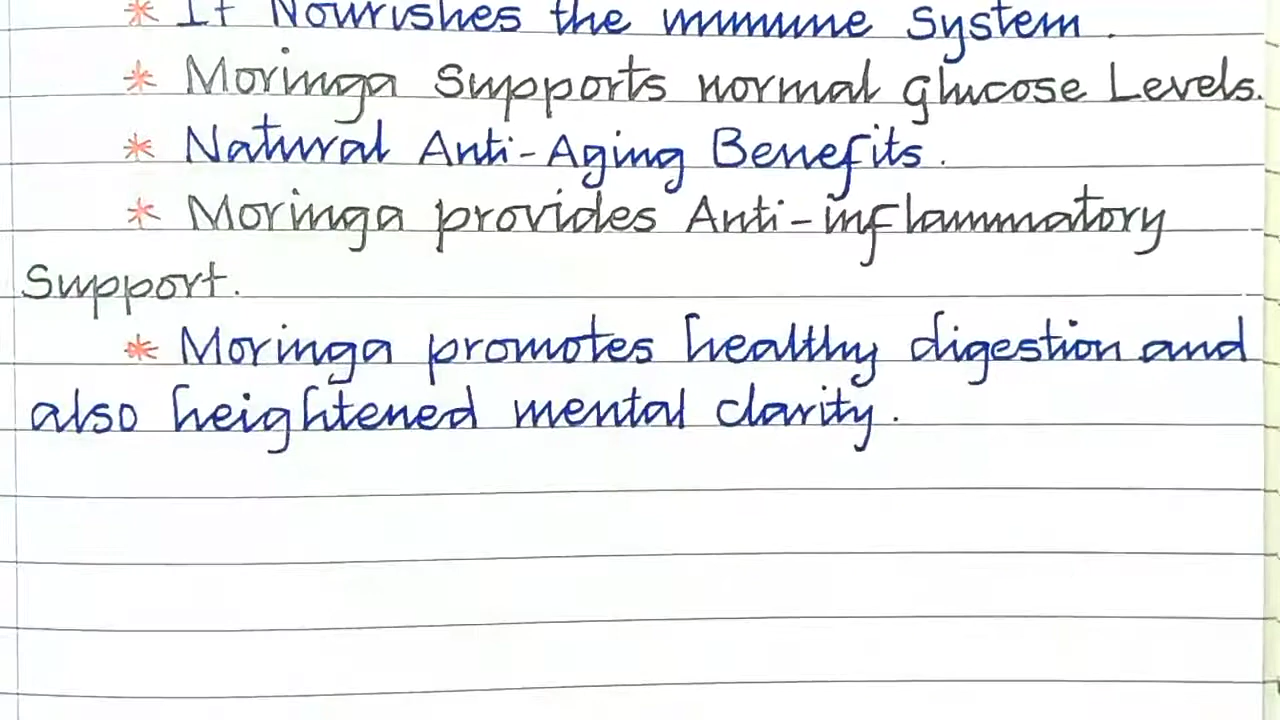 * It Nourishes the immune System.
* Moringa Supports normal glucose Levels.
* Natural Anti-Aging Benefits.
* Moringa provides Anti-inflammatory
Support.
* Moringa promotes healthy digestion and
also heightened mental clarity.